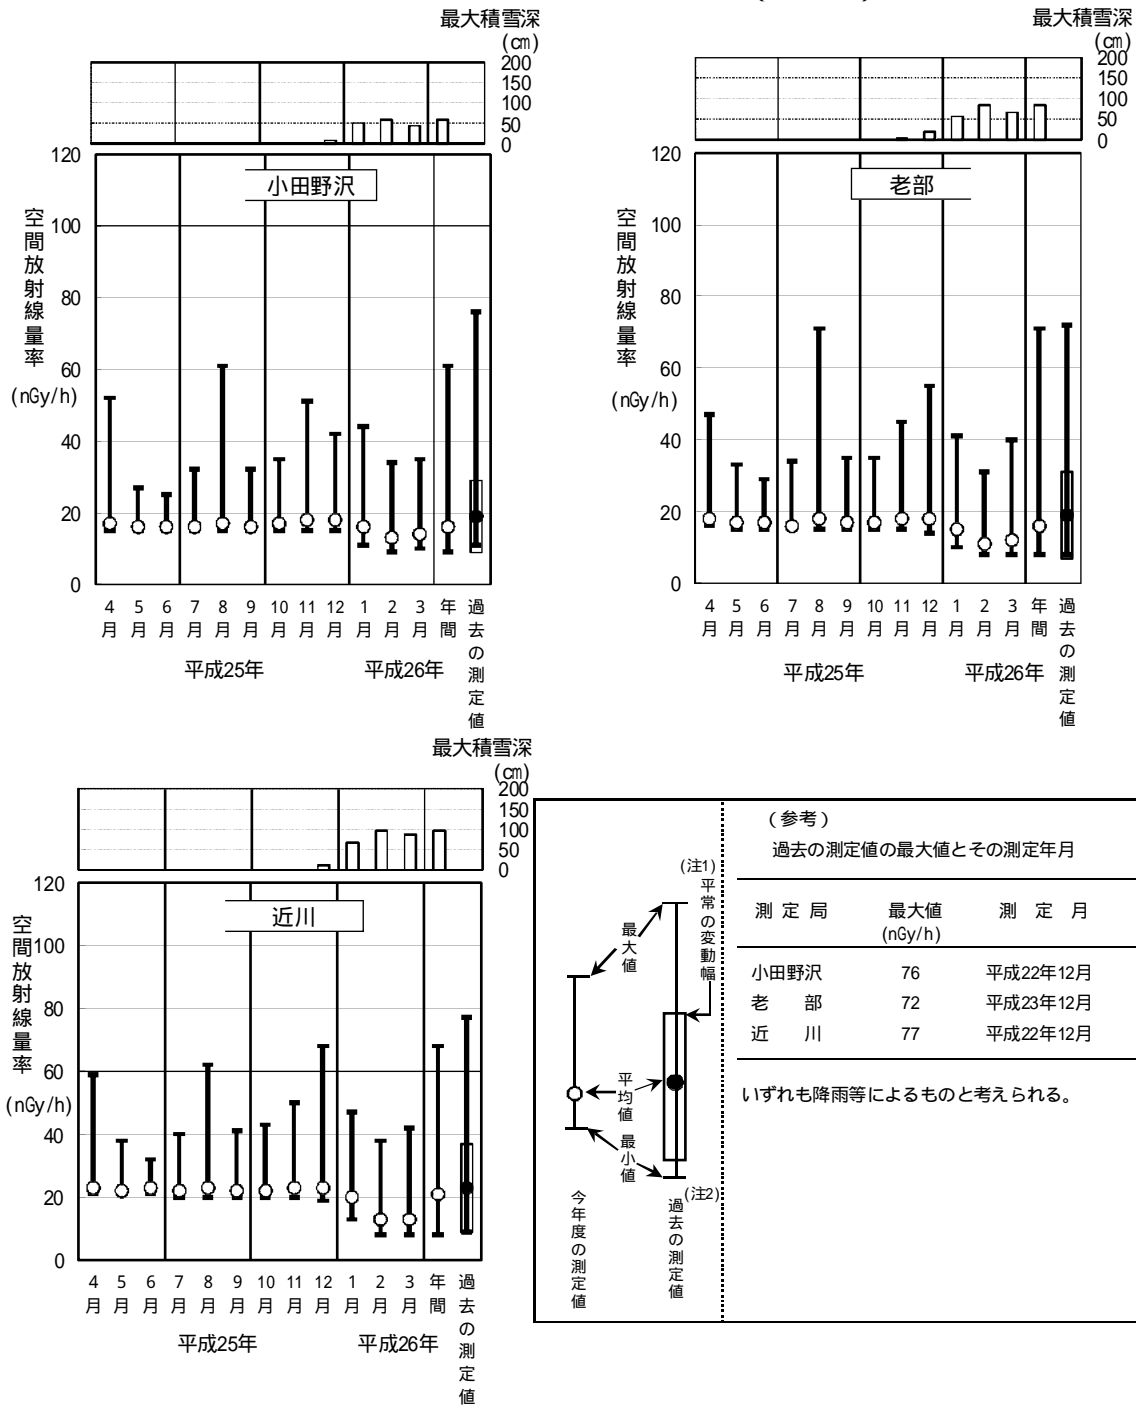 最大積雪深
(cm)
200
150
100
50
0
小田野沢
120
100
80
60
40
20
0
空間放射線量率
(nGy/h)
4月 5月 6月 7月 8月 9月 10月 11月 12月 1月 2月 3月 年間 過去の測定値
平成25年 平成26年
最大積雪深
(cm)
200
150
100
50
0
老部
120
100
80
60
40
20
0
空間放射線量率
(nGy/h)
4月 5月 6月 7月 8月 9月 10月 11月 12月 1月 2月 3月 年間 過去の測定値
平成25年 平成26年
最大積雪深
(cm)
200
150
100
50
0
近川
120
100
80
60
40
20
0
空間放射線量率
(nGy/h)
4月 5月 6月 7月 8月 9月 10月 11月 12月 1月 2月 3月 年間 過去の測定値
平成25年 平成26年
(注1)
平常の変動幅
最大値
平均値
最小値
(注2)
今年度の測定値
過去の測定値
(参考)
過去の測定値の最大値とその測定年月
測定局 最大値 測定月
(nGy/h)
小田野沢 76 平成22年12月
老部 72 平成23年12月
近川 77 平成22年12月
いずれも降雨等によるものと考えられる。